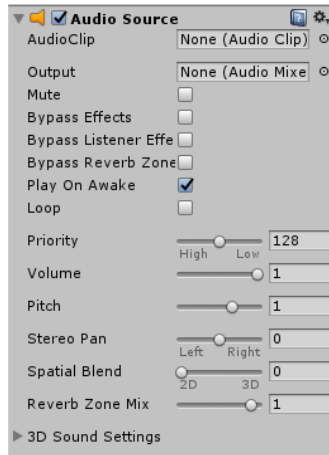 Audio Source
AudioClip None (Audio Clip)
Output None (Audio Mixe
Mute
Bypass Effects
Bypass Listener Effe
Bypass Reverb Zone
Play On Awake
Loop
Priority 128
High Low
Volume 1
Pitch 1
Stereo Pan 0
Left Right
Spatial Blend 0
2D 3D
Reverb Zone Mix 1
3D Sound Settings